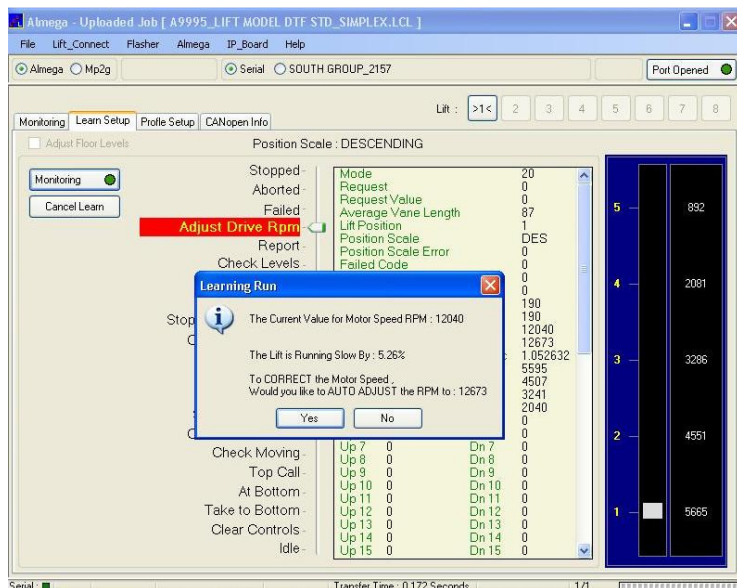 Almega - Uploaded Job [ A9995_LIFT MODEL DTF STD_SIMPLEX.LCL ]
File Lift_Connect Flasher Almega IP_Board Help
Almega Mp2g Serial SOUTH GROUP_2157 Port Opened
Lift : >1< 2 3 4 5 6 7 8
Monitoring Learn Setup Profile Setup CANopen Info
Adjust Floor Levels
Position Scale : DESCENDING
Monitoring
Cancel Learn
Stopped
Aborted
Failed
Adjust Drive Rpm
Report
Check Levels
Stop
Check Moving
Top Call
At Bottom
Take to Bottom
Clear Controls
Idle
Mode 20
Request 0
Request Value 0
Average Vane Length 87
Lift Position 1
Position Scale DES
Position Scale Error 0
Failed Code 0
0
190
190
12040
12673
1.052632
5595
4507
3241
2040
0
0
Up 7 0 Dn 7 0
Up 8 0 Dn 8 0
Up 9 0 Dn 9 0
Up 10 0 Dn 10 0
Up 11 0 Dn 11 0
Up 12 0 Dn 12 0
Up 13 0 Dn 13 0
Up 14 0 Dn 14 0
Up 15 0 Dn 15 0
Learning Run
The Current Value for Motor Speed RPM : 12040
The Lift is Running Slow By : 5.26%
To CORRECT the Motor Speed ,
Would you like to AUTO ADJUST the RPM to : 12673
Yes No
5 892
4 2081
3 3286
2 4551
1 5665
Serial : Transfer Time : 0.172 Seconds 1/1